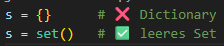 s = {}      # ❌ Dictionary
s = set()   # ✅ leeres Set